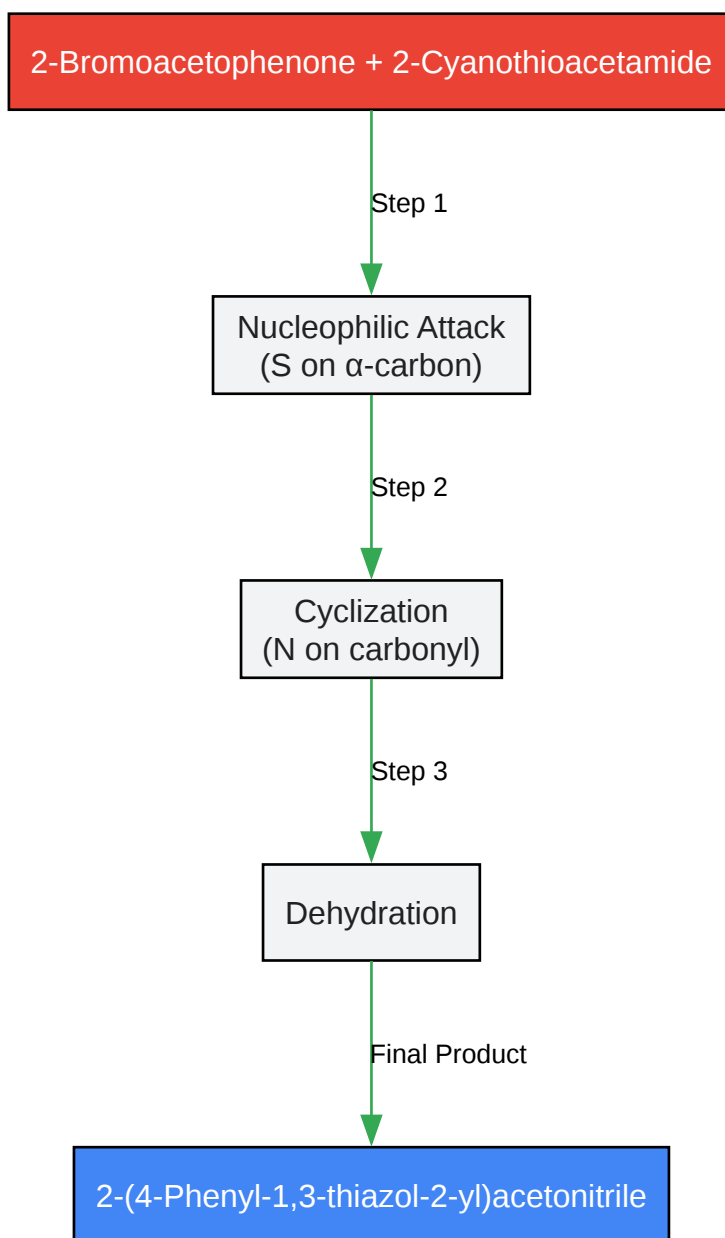 2-Bromoacetophenone + 2-Cyanothioacetamide
Step 1
Nucleophilic Attack
(S on α-carbon)
Step 2
Cyclization
(N on carbonyl)
Step 3
Dehydration
Final Product
2-(4-Phenyl-1,3-thiazol-2-yl)acetonitrile